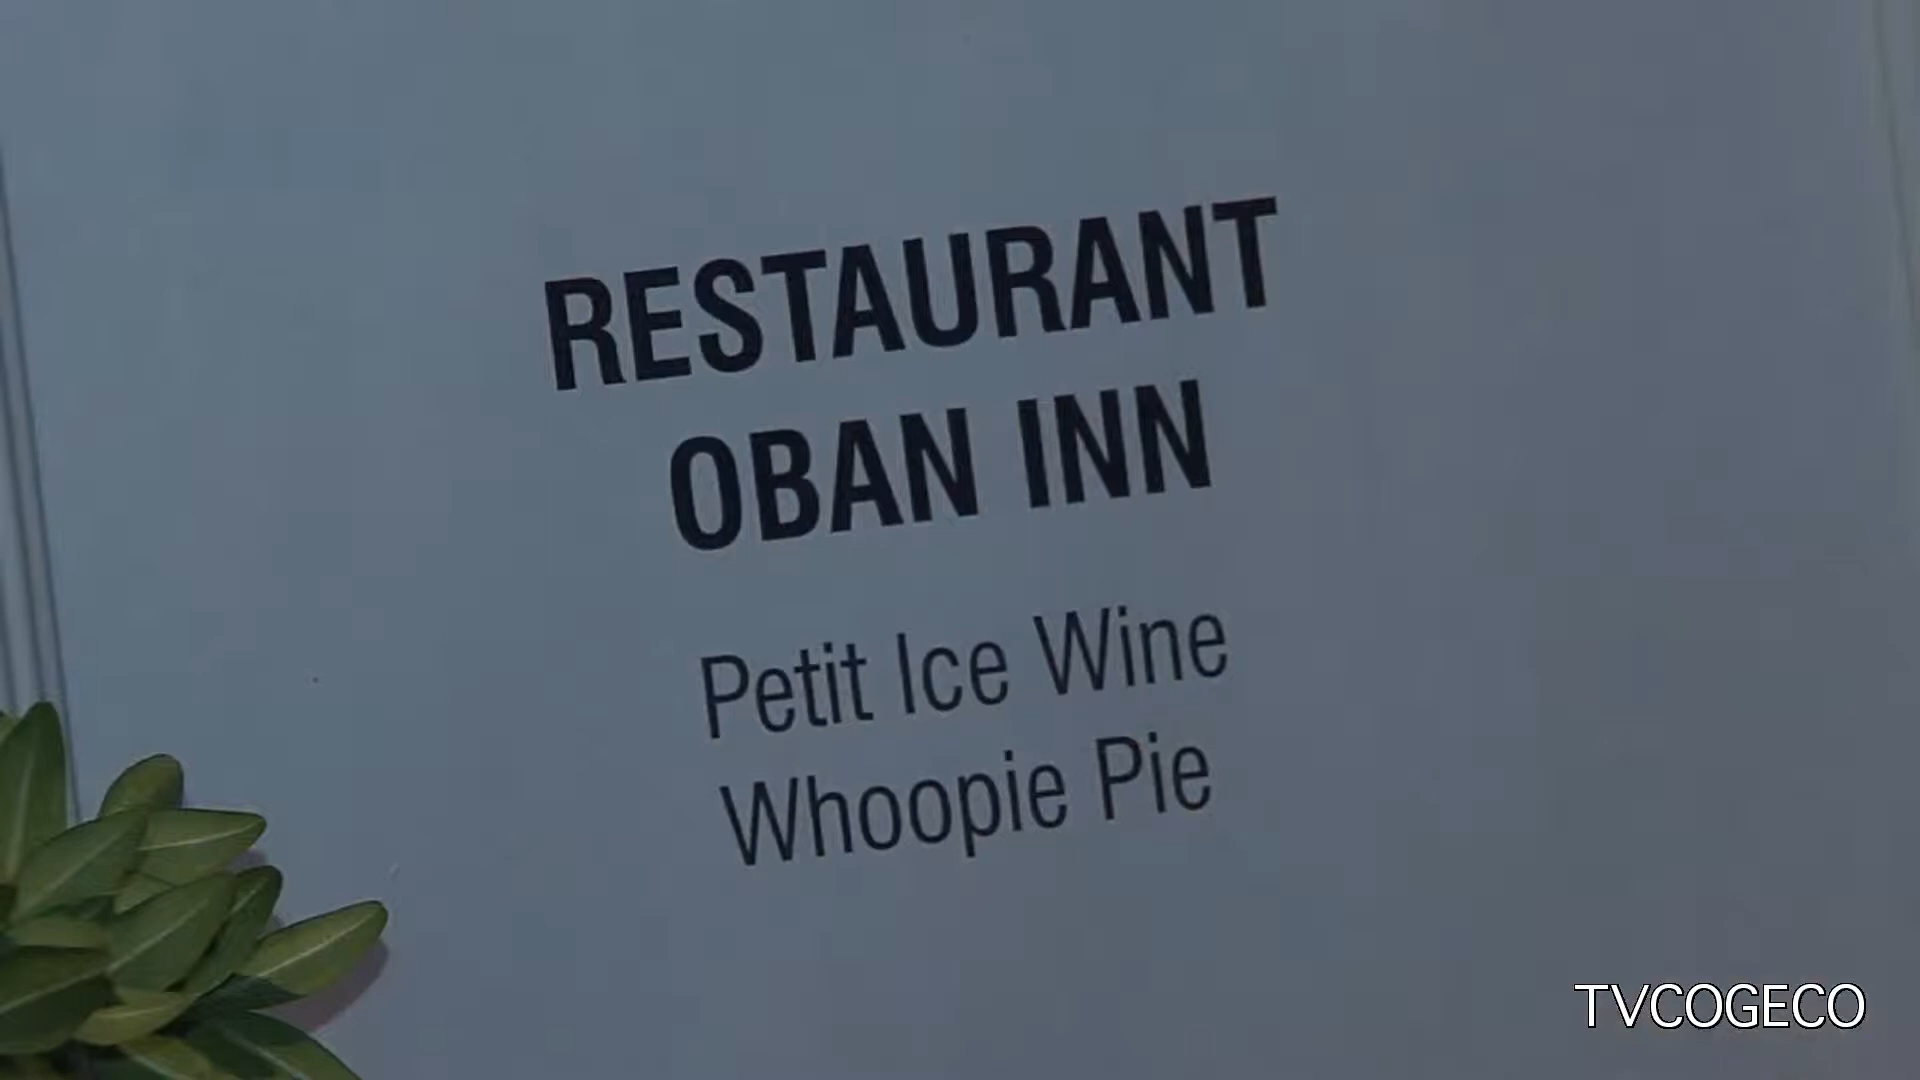 RESTAURANT
OBAN INN
Petit Ice Wine
Whoopie Pie
TVCOGECO